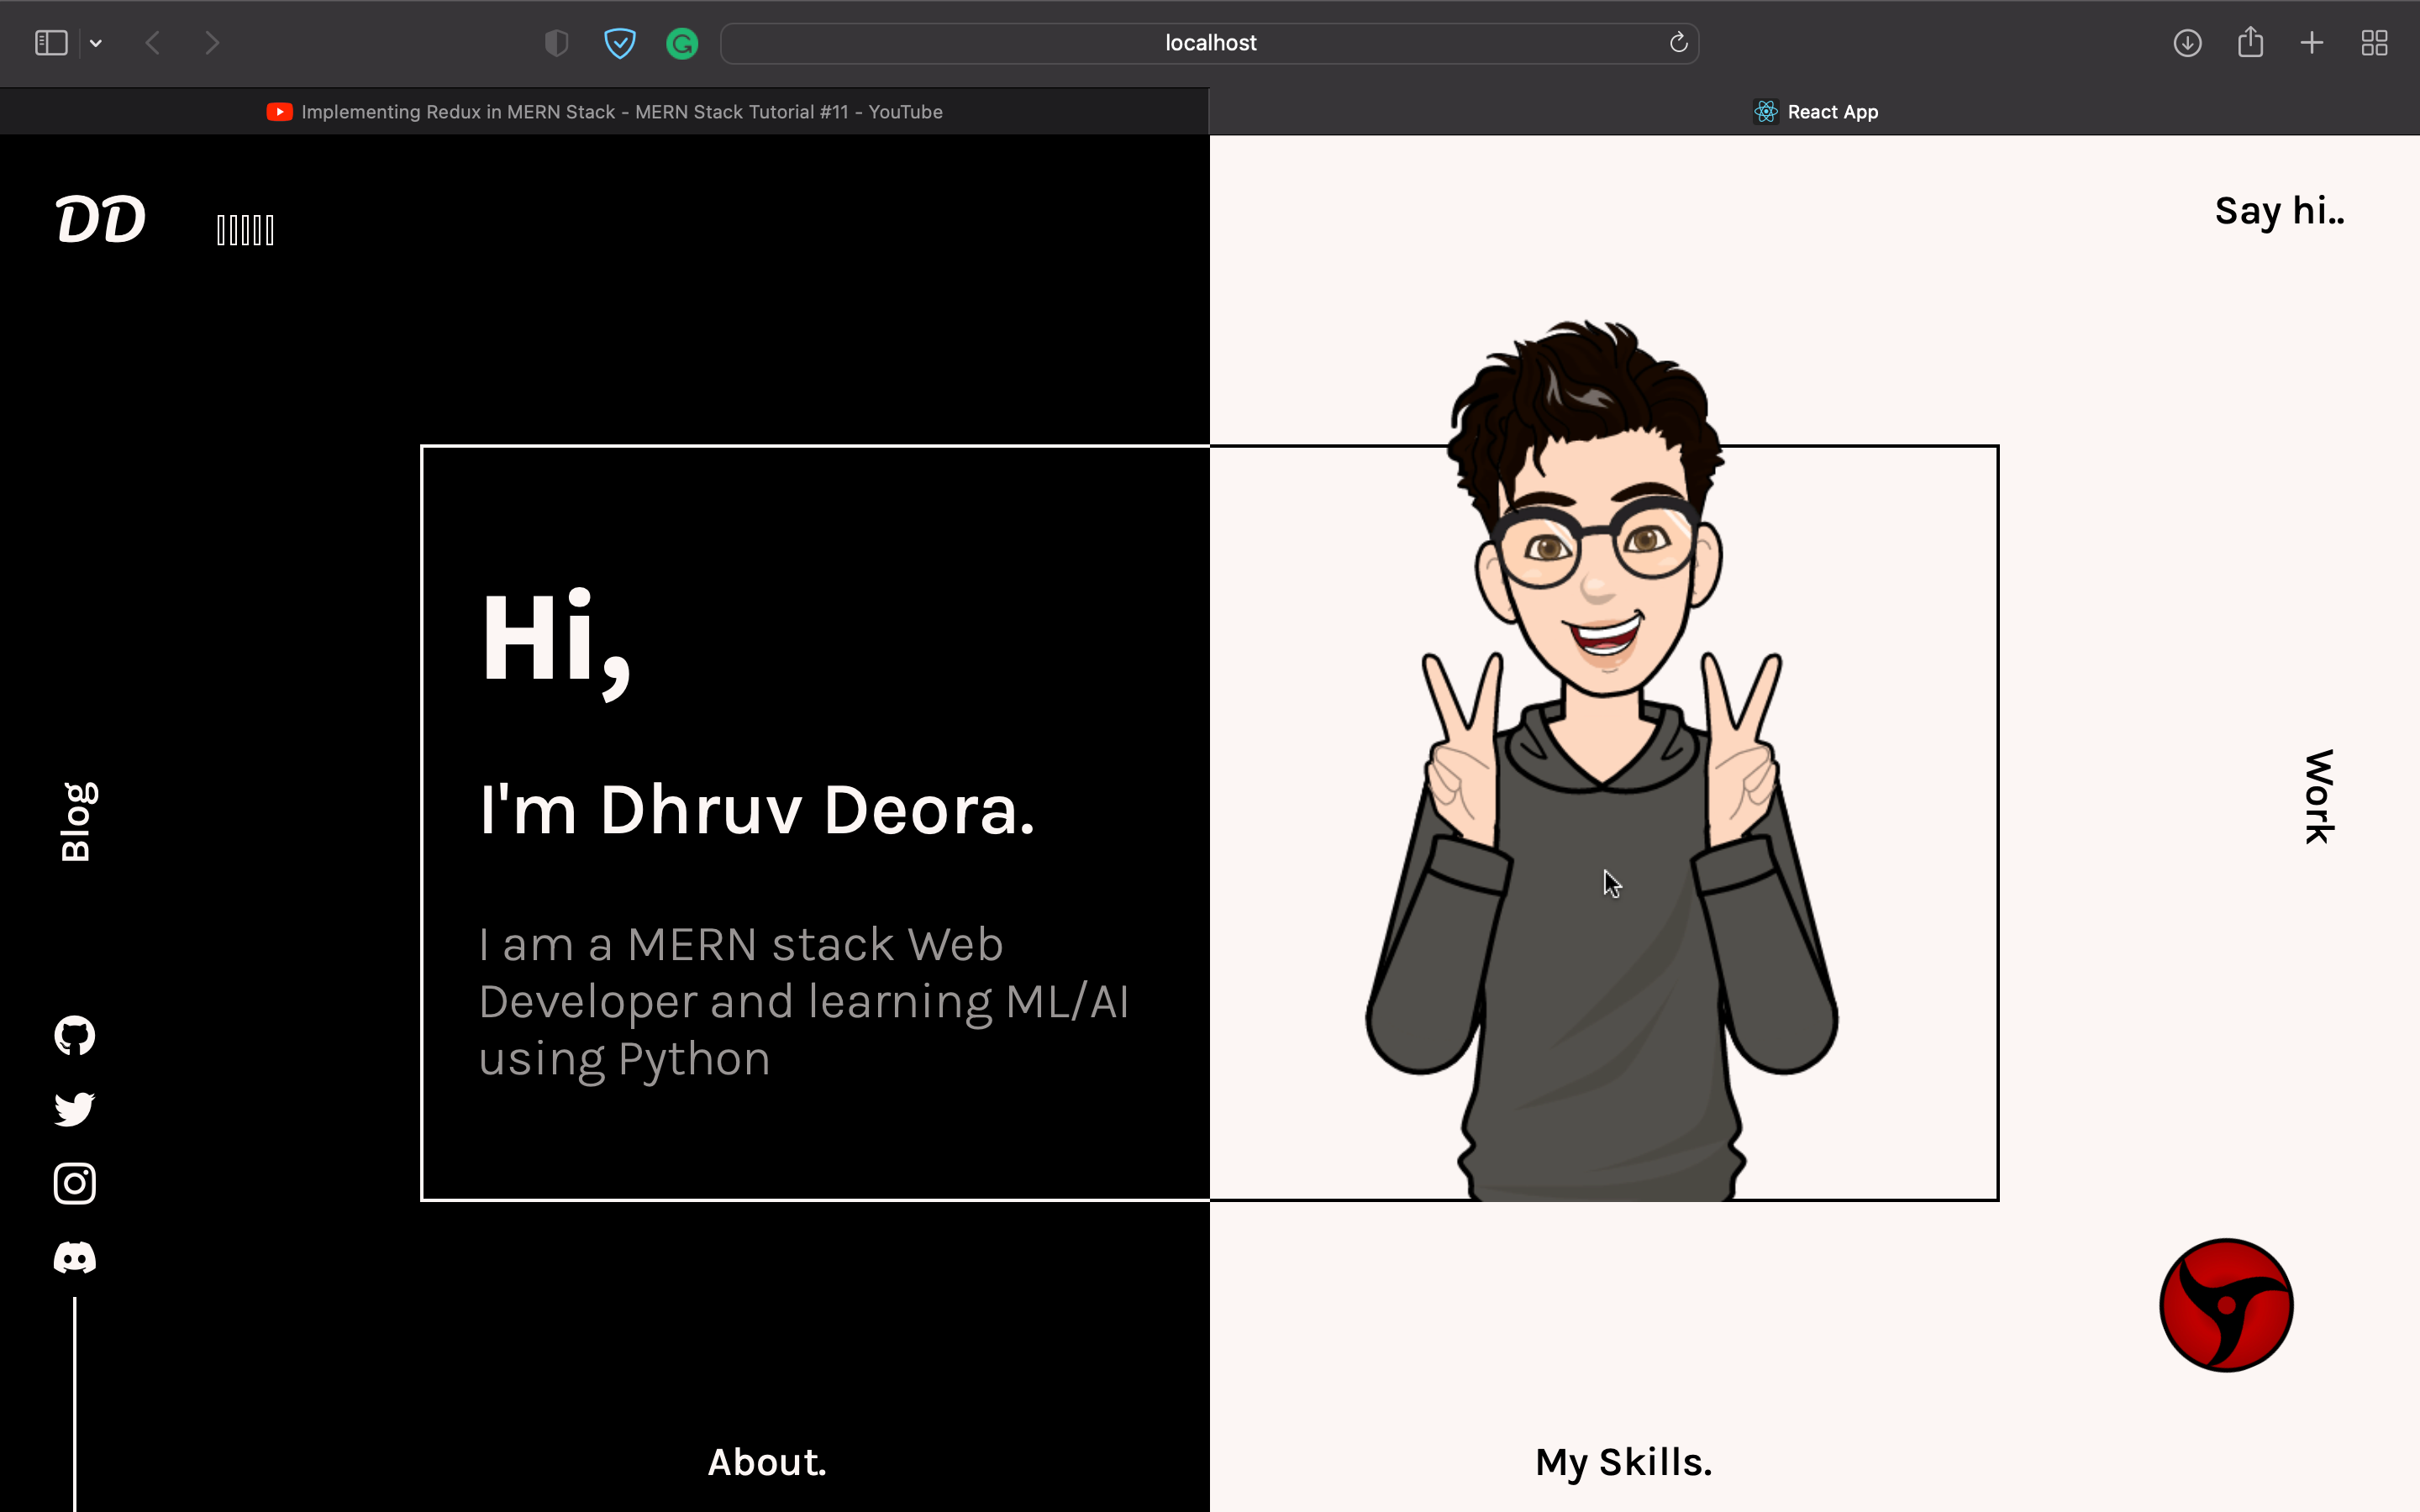 localhost
Implementing Redux in MERN Stack - MERN Stack Tutorial #11 - YouTube
React App
DD
Say hi..
Hi,
I'm Dhruv Deora.
I am a MERN stack Web
Developer and learning ML/AI
using Python
Blog
Work
About.
My Skills.